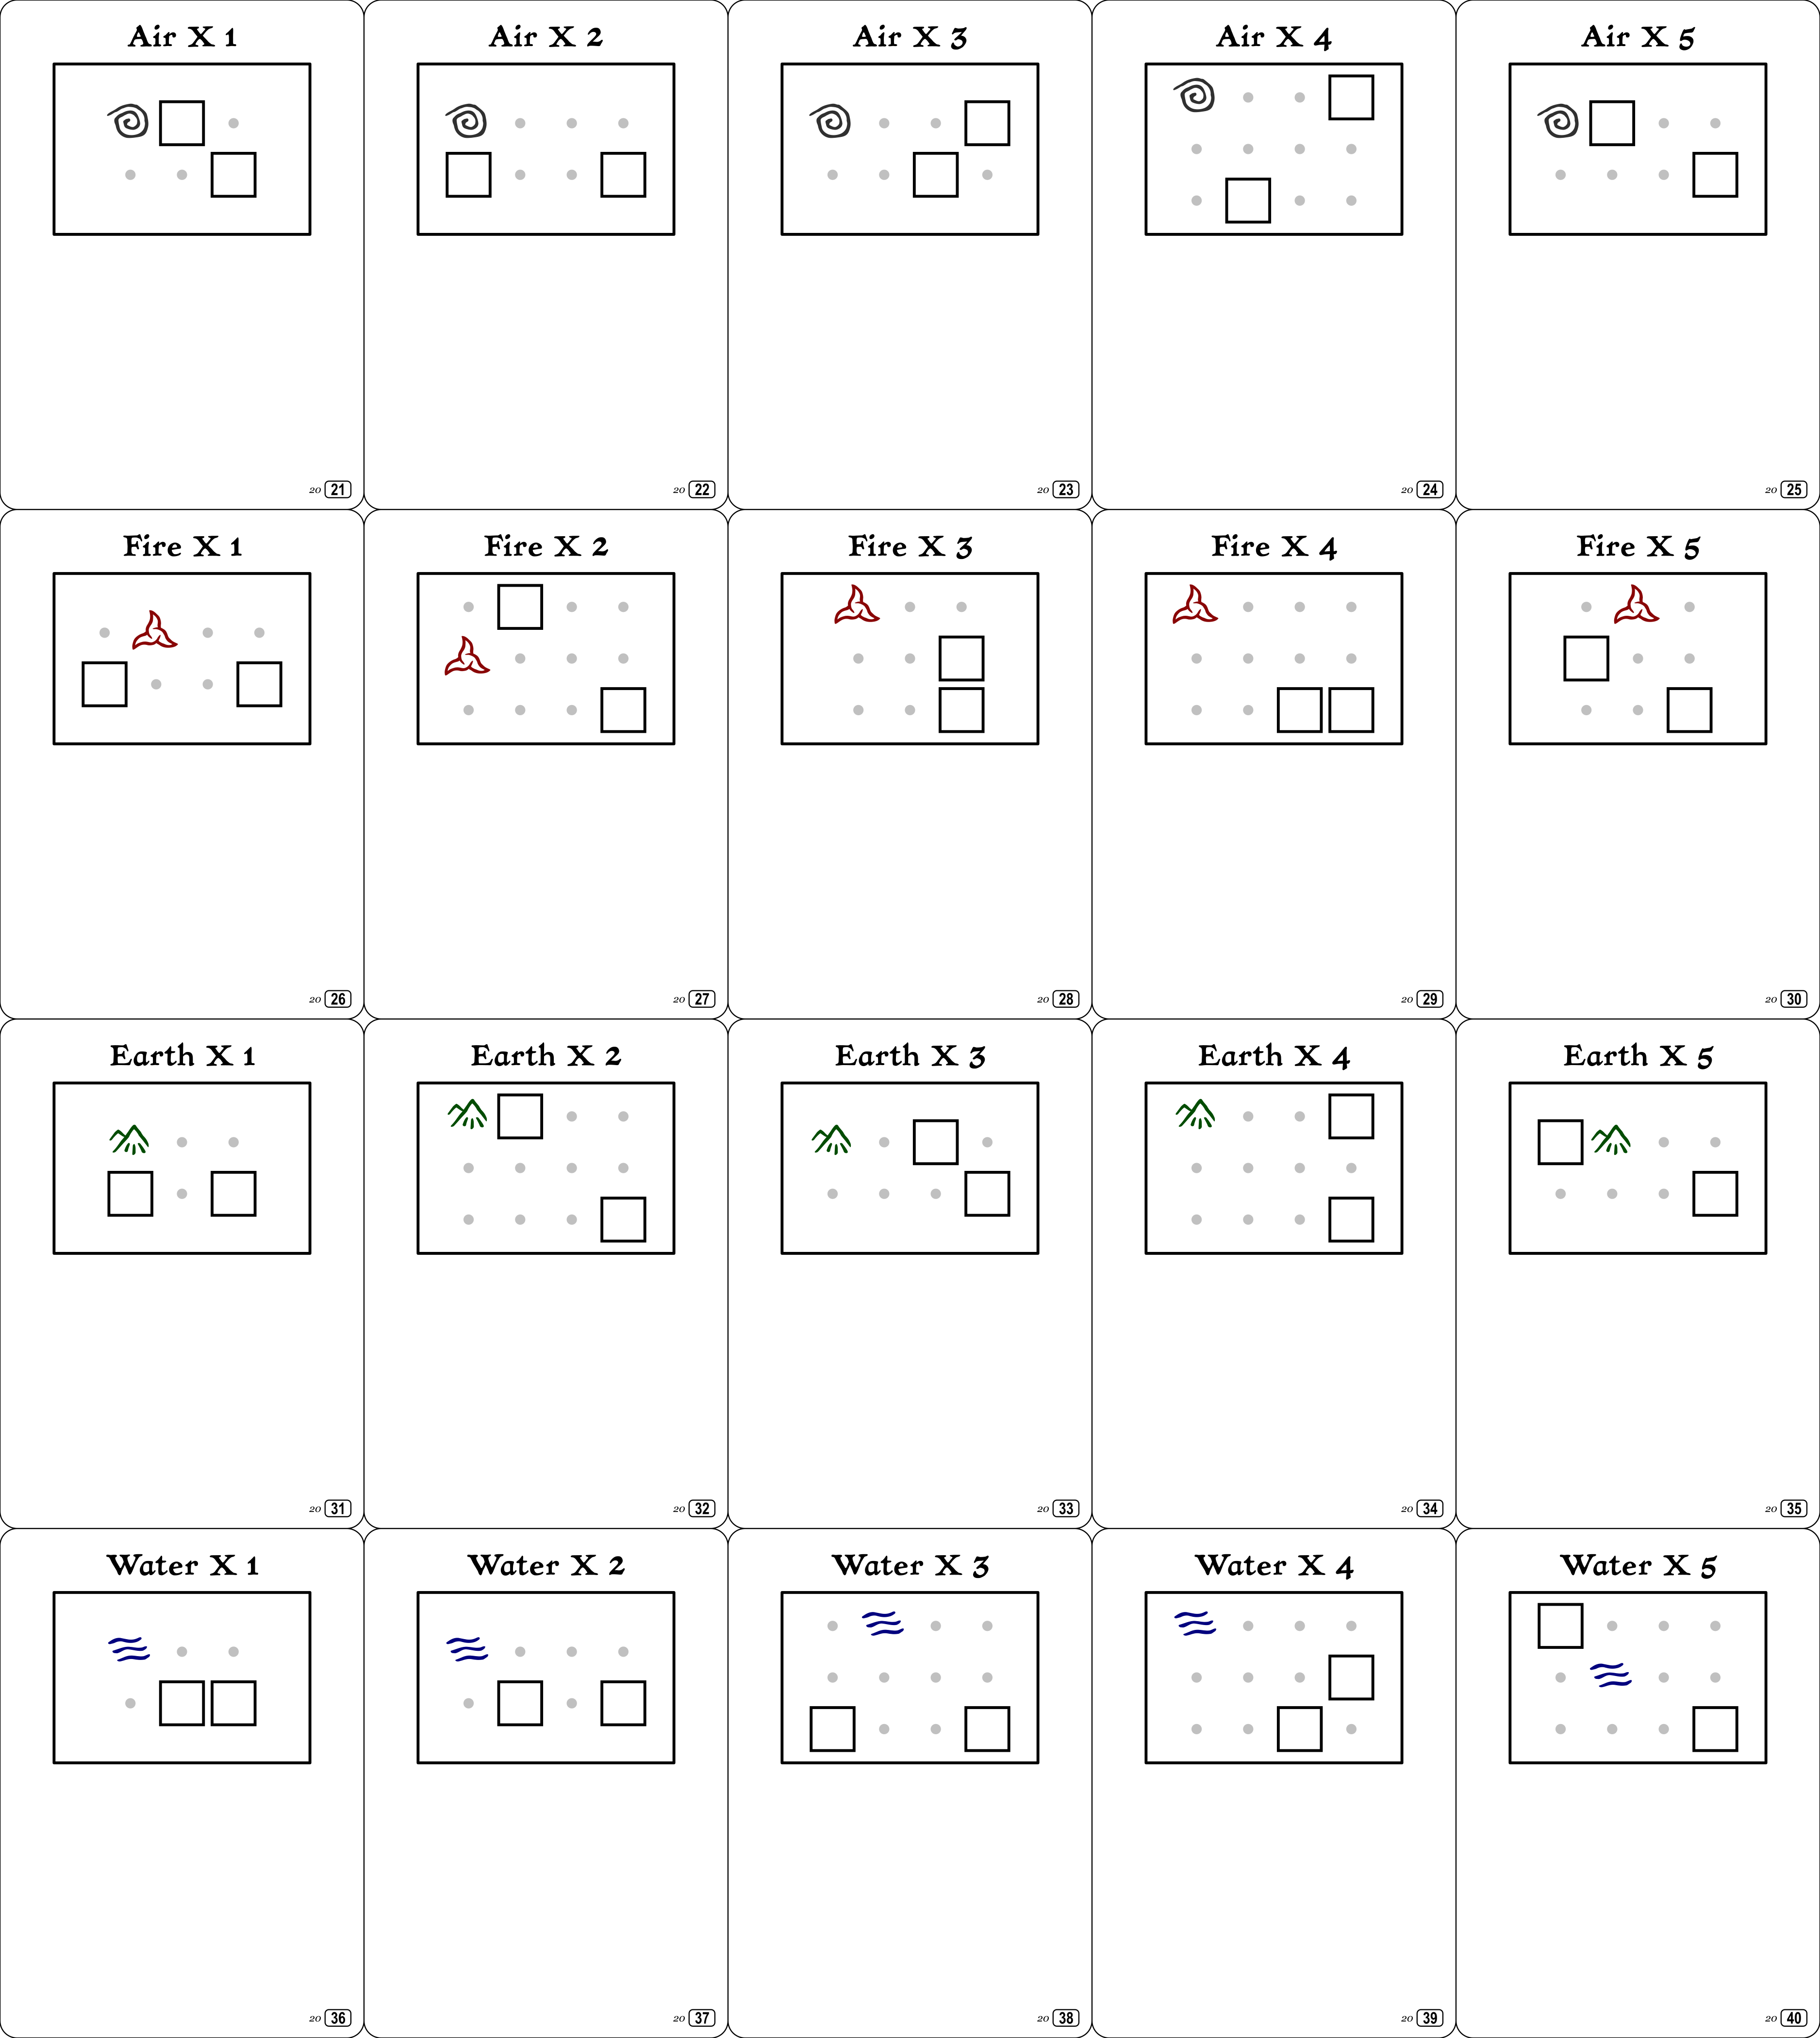 Air X 1
Air X 2
Air X 3
Air X 4
Air X 5
20 21
20 22
20 23
20 24
20 25
Fire X 1
Fire X 2
Fire X 3
Fire X 4
Fire X 5
20 26
20 27
20 28
20 29
20 30
Earth X 1
Earth X 2
Earth X 3
Earth X 4
Earth X 5
20 31
20 32
20 33
20 34
20 35
Water X 1
Water X 2
Water X 3
Water X 4
Water X 5
20 36
20 37
20 38
20 39
20 40